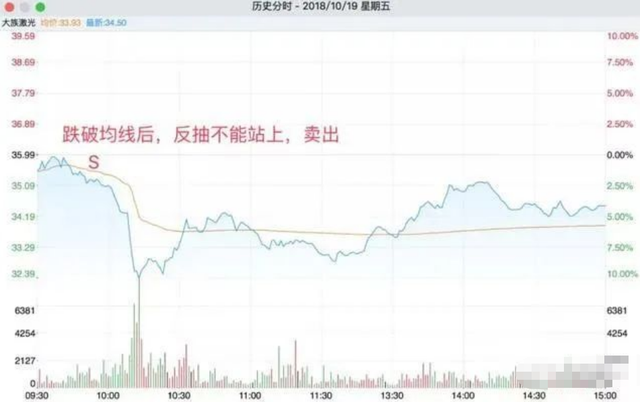 历史分时 - 2018/10/19 星期五
大族激光 均价:33.93 最新:34.50
39.59 10.00%
38.69 7.50%
37.79 5.00%
36.89 2.50%
跌破均线后，反抽不能站上，卖出
S
35.99 0.00%
35.09 2.50%
34.19 5.00%
33.29 7.50%
32.39 10.00%
6381 6381
4254 4254
2127
0
09:30 10:00 10:30 11:00 11:30 13:30 14:00 14:30 15:00